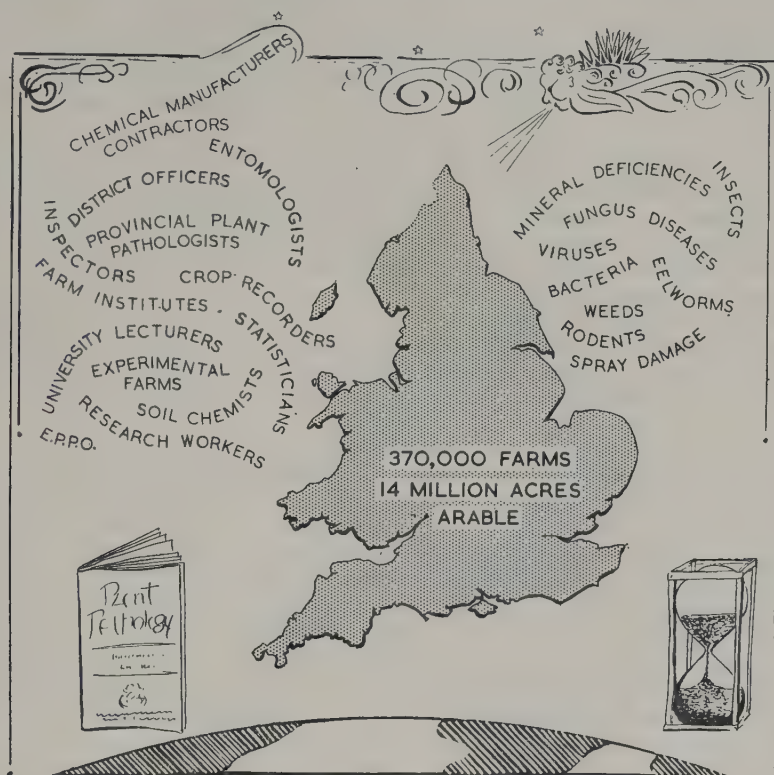 CHEMICAL MANUFACTURERS
CONTRACTORS
ENTOMOLOGISTS
DISTRICT OFFICERS
INSPECTORS
PROVINCIAL PLANT
PATHOLOGISTS
FARM INSTITUTES
CROP RECORDERS
UNIVERSITY LECTURERS
STATISTICIANS
EXPERIMENTAL
FARMS
SOIL CHEMISTS
RESEARCH WORKERS
E.P.P.O.
MINERAL DEFICIENCIES
INSECTS
FUNGUS DISEASES
VIRUSES
BACTERIA
EELWORMS
WEEDS
RODENTS
SPRAY DAMAGE
370,000 FARMS
14 MILLION ACRES
ARABLE
Plant
Pathology